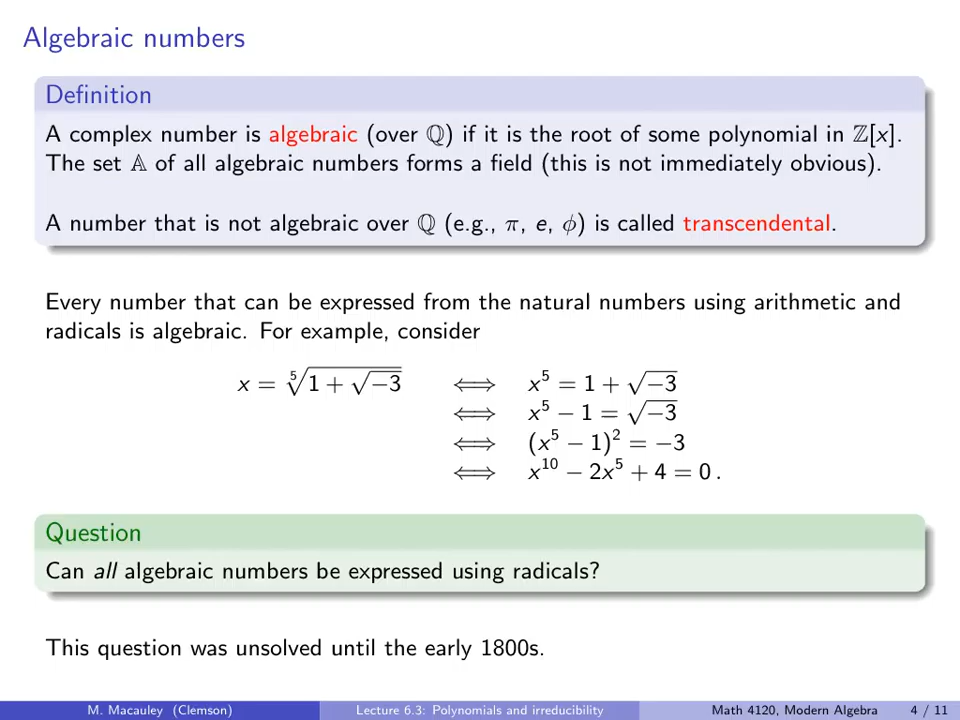 Algebraic numbers
Definition
A complex number is algebraic (over ℚ) if it is the root of some polynomial in ℤ[x].
The set 𝔸 of all algebraic numbers forms a field (this is not immediately obvious).
A number that is not algebraic over ℚ (e.g., π, e, ϕ) is called transcendental.
Every number that can be expressed from the natural numbers using arithmetic and
radicals is algebraic. For example, consider
x = ⁵√(1 + √−3) ⟺ x⁵ = 1 + √−3
⟺ x⁵ − 1 = √−3
⟺ (x⁵ − 1)² = −3
⟺ x¹⁰ − 2x⁵ + 4 = 0 .
Question
Can all algebraic numbers be expressed using radicals?
This question was unsolved until the early 1800s.
M. Macauley (Clemson) Lecture 6.3: Polynomials and irreducibility Math 4120, Modern Algebra 4 / 11